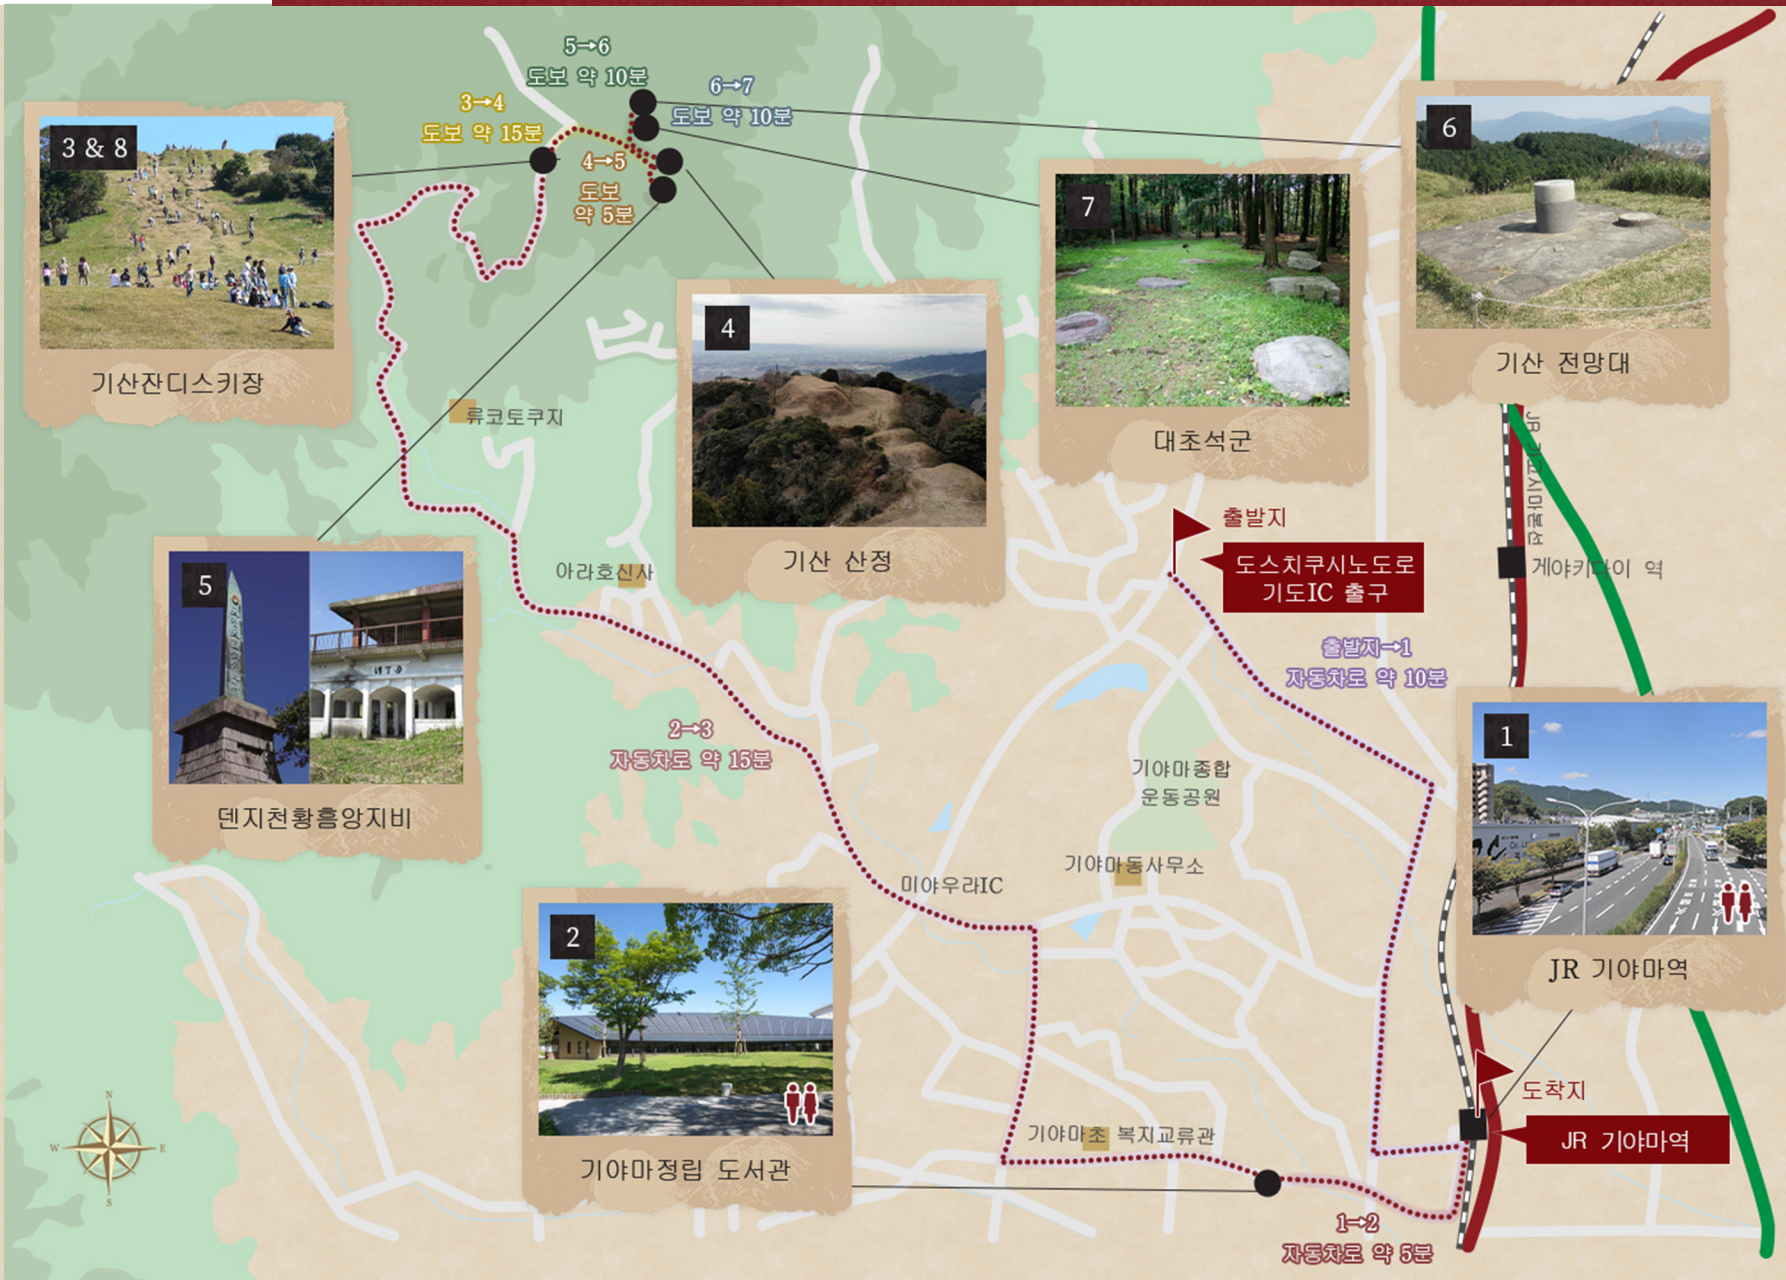 5→6
도보 약 10분
6→7
도보 약 10분
3→4
도보 약 15분
4→5
도보
약 5분
3 & 8
기산잔디스키장
6
기산 전망대
7
대초석군
4
기산 산정
류코토쿠지
JR 가고시마본선
게야키다이 역
출발지
도스치쿠시노도로
기도IC 출구
출발지→1
자동차로 약 10분
아라호신사
5
덴지천황흠앙지비
2→3
자동차로 약 15분
기야마종합
운동공원
기야마동사무소
미야우라IC
1
JR 기야마역
2
기야마정립 도서관
도착지
JR 기야마역
기야마초 복지교류관
1→2
자동차로 약 5분
N
W
E
S